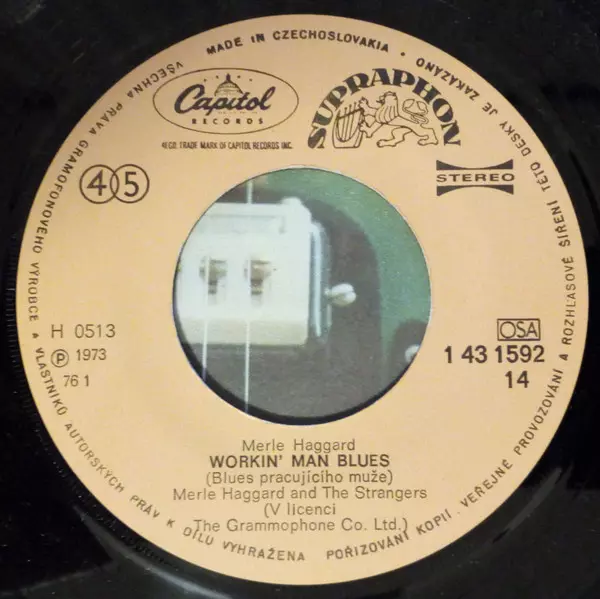 MADE IN CZECHOSLOVAKIA • VŠECHNA PRÁVA GRAMOFONOVÉHO VÝROBCE A VLASTNÍKŮ AUTORSKÝCH PRÁV K DÍLU VYHRAŽENA POŘIZOVÁNÍ KOPIÍ VEŘEJNÉ PROVOZOVÁNÍ A ROZHLASOVÉ ŠÍŘENÍ TÉTO DESKY JE ZAKÁZÁNO •
Capitol
RECORDS
TRADE MARK OF CAPITOL RECORDS INC.
SUPRAPHON
45
STEREO
H 0513
Ⓟ 1973
76 1
OSA
1 43 1592
14
Merle Haggard
WORKIN' MAN BLUES
(Blues pracujícího muže)
Merle Haggard and The Strangers
(V licenci
The Grammophone Co. Ltd.)